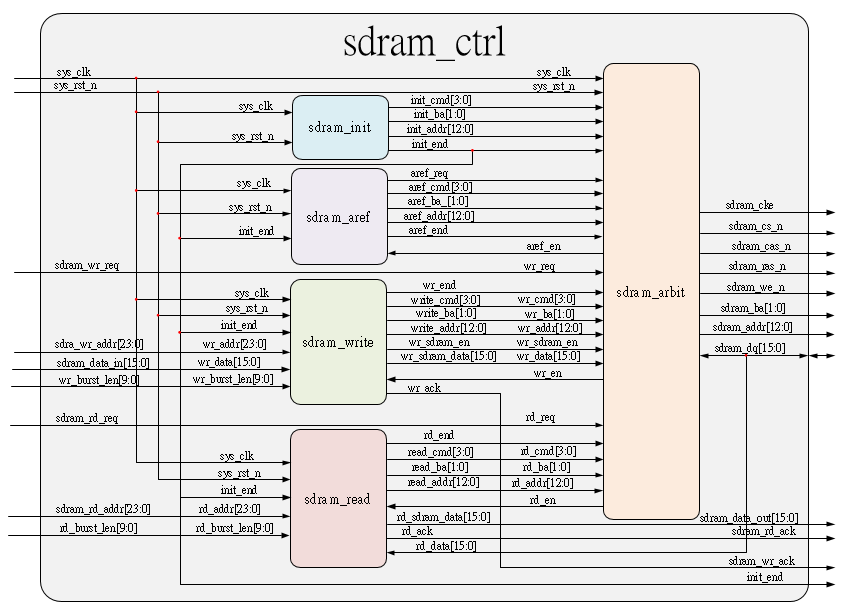 sdram_ctrl
sys_clk
sys_clk
sys_rst_n
sys_rst_n
init_cmd[3:0]
sys_clk
init_ba[1:0]
sdram_init
init_addr[12:0]
sys_rst_n
init_end
aref_req
sys_clk
aref_cmd[3:0]
aref_ba_[1:0]
sys_rst_n
sdram_aref
aref_addr[12:0]
init_end
aref_end
aref_en
sdram_cke
sdram_cs_n
sdram_cas_n
sdram_ras_n
sdram_we_n
sdram_ba[1:0]
sdram_addr[12:0]
sdram_dq[15:0]
sdram_arbit
sdram_wr_req
wr_req
wr_end
sys_clk
write_cmd[3:0]
wr_cmd[3:0]
sys_rst_n
write_ba[1:0]
wr_ba[1:0]
init_end
write_addr[12:0]
wr_addr[12:0]
sdram_write
sdra_wr_addr[23:0]
wr_addr[23:0]
wr_sdram_en
wr_sdram_en
sdram_data_in[15:0]
wr_data[15:0]
wr_sdram_data[15:0]
wr_data[15:0]
wr_burst_len[9:0]
wr_burst_len[9:0]
wr_en
wr_ack
sdram_rd_req
rd_req
rd_end
sys_clk
read_cmd[3:0]
rd_cmd[3:0]
sys_rst_n
read_ba[1:0]
rd_ba[1:0]
init_end
read_addr[12:0]
rd_addr[12:0]
sdram_read
rd_en
sdram_rd_addr[23:0]
rd_addr[23:0]
rd_sdram_data[15:0]
sdram_data_out[15:0]
rd_burst_len[9:0]
rd_burst_len[9:0]
rd_ack
sdram_rd_ack
rd_data[15:0]
sdram_wr_ack
init_end